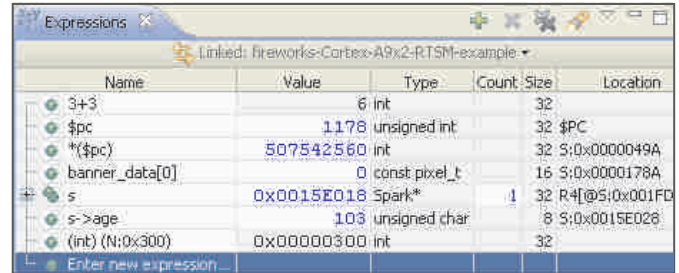 Expressions
Linked: fireworks-Cortex-A9x2-RTSM-example
Name Value Type Count Size Location
3+3 6 int 32
$pc 1178 unsigned int 32 $PC
*($pc) 507542560 int 32 S:0x0000049A
banner_data[0] 0 const pixel_t 16 S:0x0000178A
s 0x0015E018 Spark* 1 32 R4[@S:0x001FD
s->age 103 unsigned char 8 S:0x0015E028
(int) (N:0x300) 0x00000300 int 32
Enter new expression...